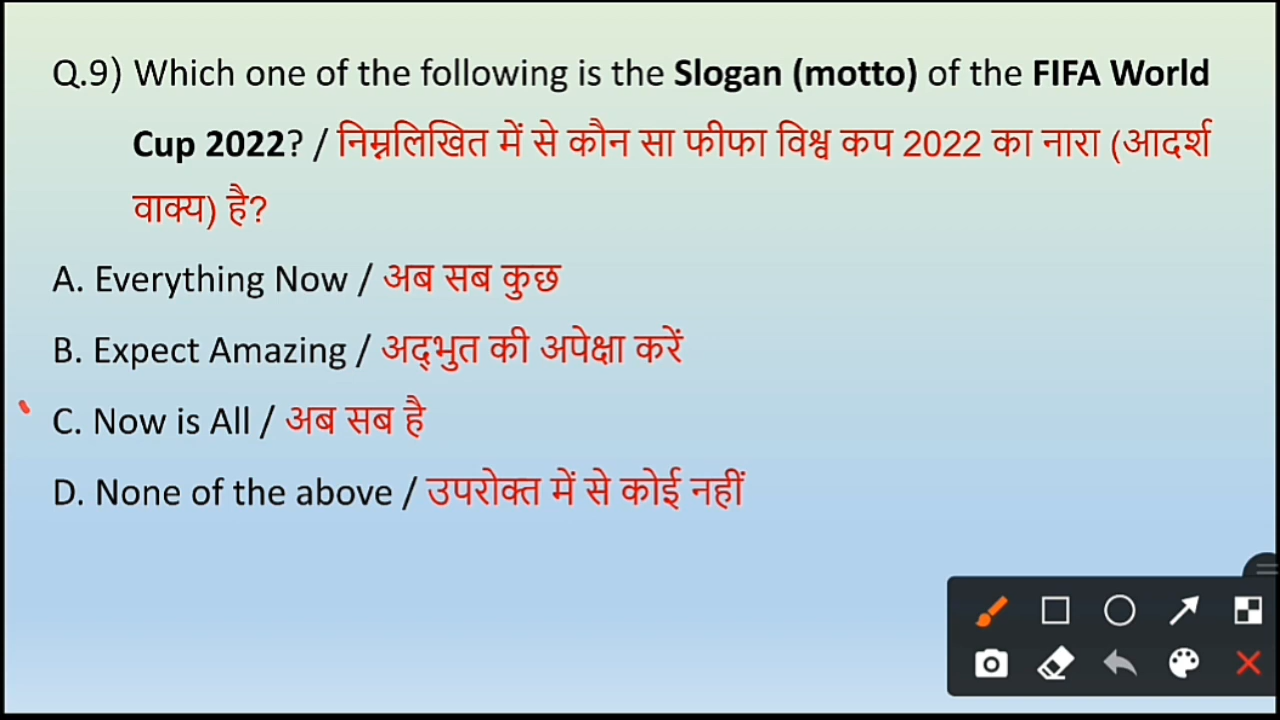 Q.9) Which one of the following is the Slogan (motto) of the FIFA World
Cup 2022? / निम्नलिखित में से कौन सा फीफा विश्व कप 2022 का नारा (आदर्श
वाक्य) है?
A. Everything Now / अब सब कुछ
B. Expect Amazing / अद्भुत की अपेक्षा करें
C. Now is All / अब सब है
D. None of the above / उपरोक्त में से कोई नहीं